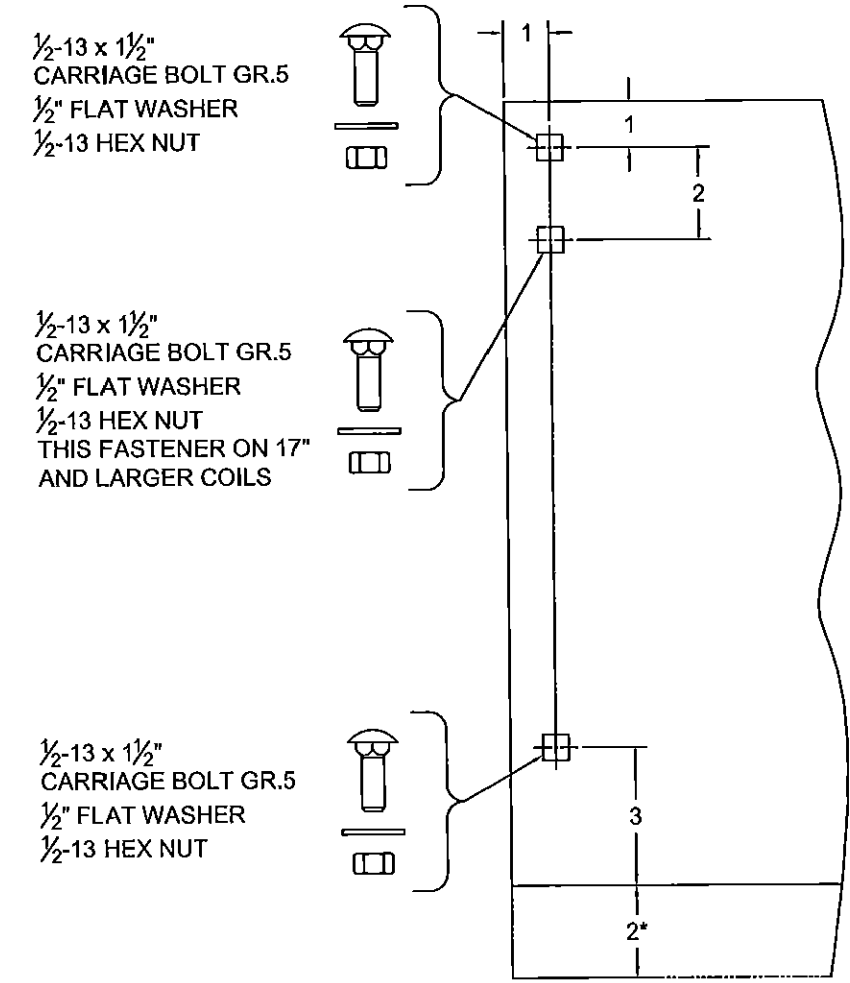 ½-13 x 1½"
CARRIAGE BOLT GR.5
½" FLAT WASHER
½-13 HEX NUT
1
1
2
½-13 x 1½"
CARRIAGE BOLT GR.5
½" FLAT WASHER
½-13 HEX NUT
THIS FASTENER ON 17"
AND LARGER COILS
½-13 x 1½"
CARRIAGE BOLT GR.5
½" FLAT WASHER
½-13 HEX NUT
3
2*